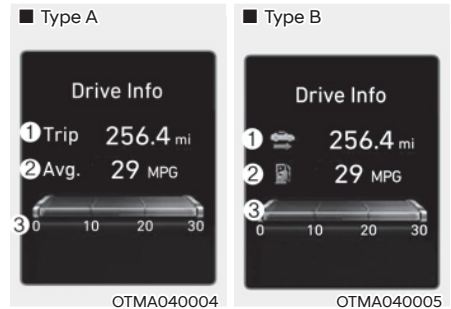 ■ Type A
Drive Info
① Trip 256.4 mi
② Avg. 29 MPG
③
0 10 20 30
OTMA040004
■ Type B
Drive Info
① 256.4 mi
② 29 MPG
③
0 10 20 30
OTMA040005